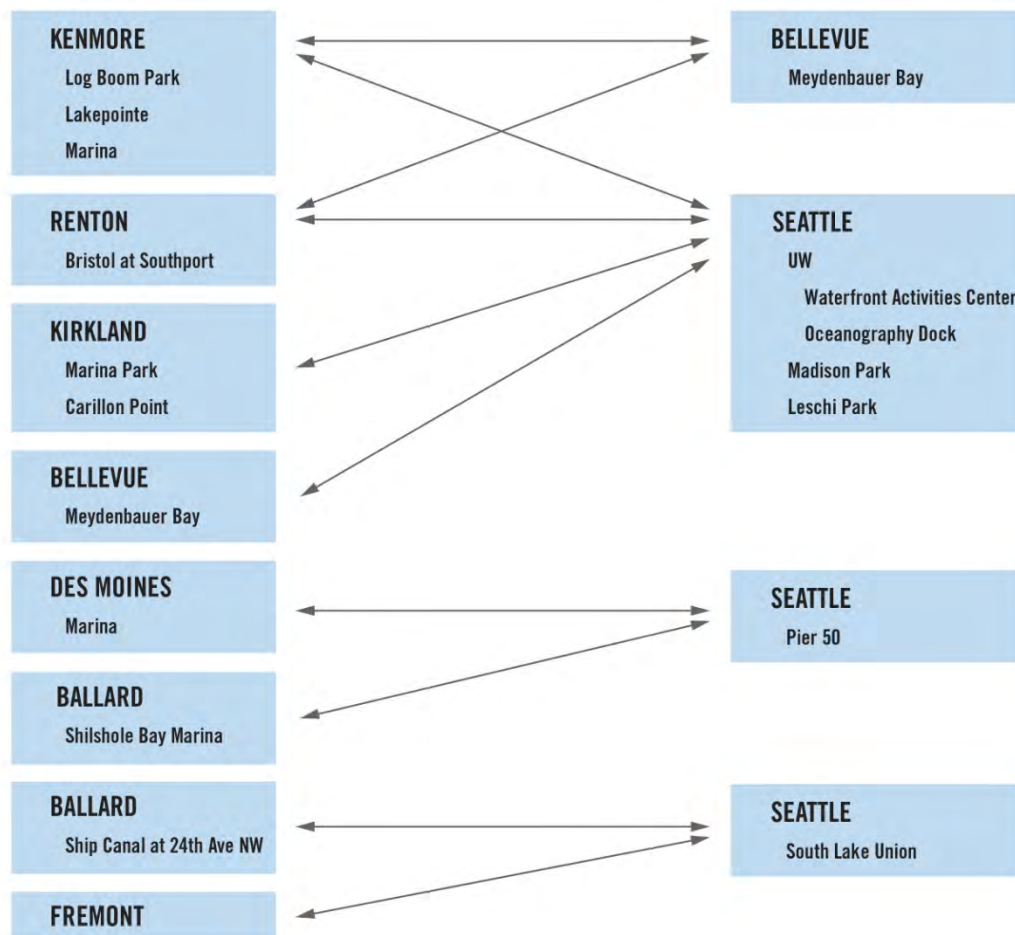 KENMORE
Log Boom Park
Lakepointe
Marina
RENTON
Bristol at Southport
KIRKLAND
Marina Park
Carillon Point
BELLEVUE
Meydenbauer Bay
DES MOINES
Marina
BALLARD
Shilshole Bay Marina
BALLARD
Ship Canal at 24th Ave NW
FREMONT
BELLEVUE
Meydenbauer Bay
SEATTLE
UW
Waterfront Activities Center
Oceanography Dock
Madison Park
Leschi Park
SEATTLE
Pier 50
SEATTLE
South Lake Union